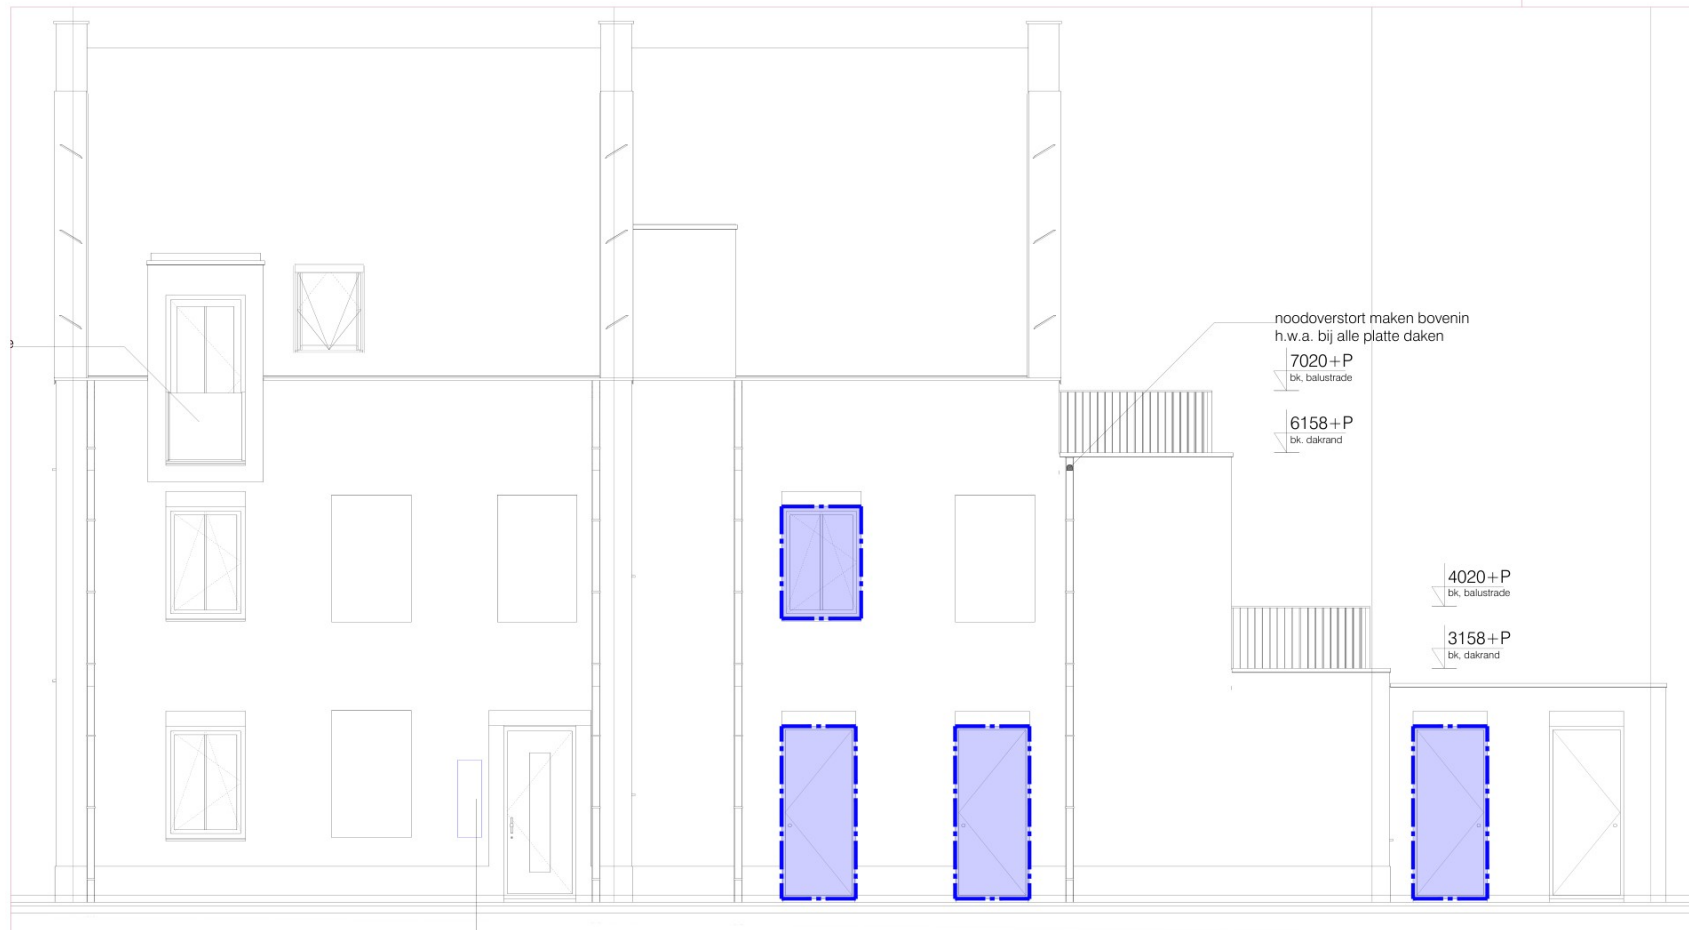 noodoverstort maken bovenin
h.w.a. bij alle platte daken
7020+P
bk, balustrade
6158+P
bk. dakrand
4020+P
bk, balustrade
3158+P
bk, dakrand